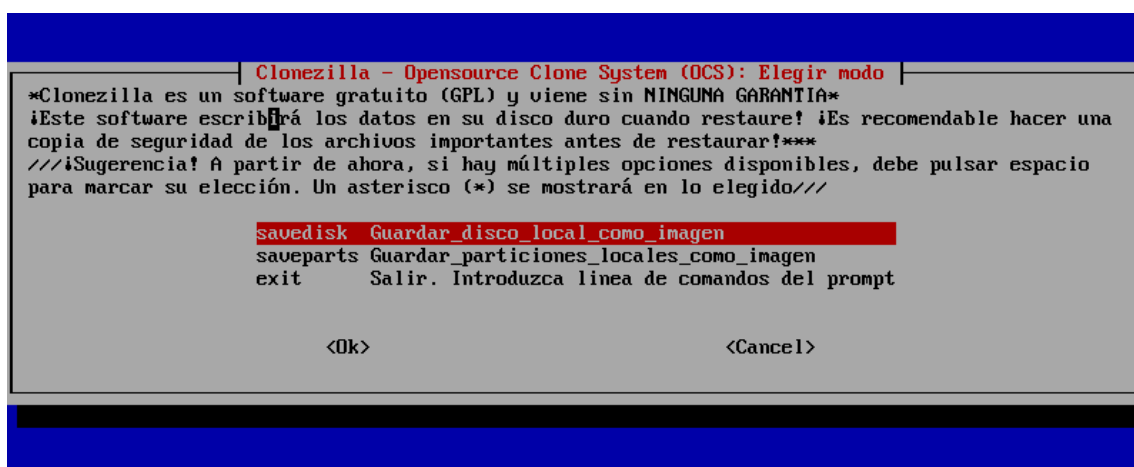 Clonezilla - Opensource Clone System (OCS): Elegir modo
*Clonezilla es un software gratuito (GPL) y viene sin NINGUNA GARANTIA*
¡Este software escribirá los datos en su disco duro cuando restaure! ¡Es recomendable hacer una
copia de seguridad de los archivos importantes antes de restaurar!***
///¡Sugerencia! A partir de ahora, si hay múltiples opciones disponibles, debe pulsar espacio
para marcar su elección. Un asterisco (*) se mostrará en lo elegido///
savedisk Guardar_disco_local_como_imagen
saveparts Guardar_particiones_locales_como_imagen
exit Salir. Introduzca linea de comandos del prompt
<Ok> <Cancel>